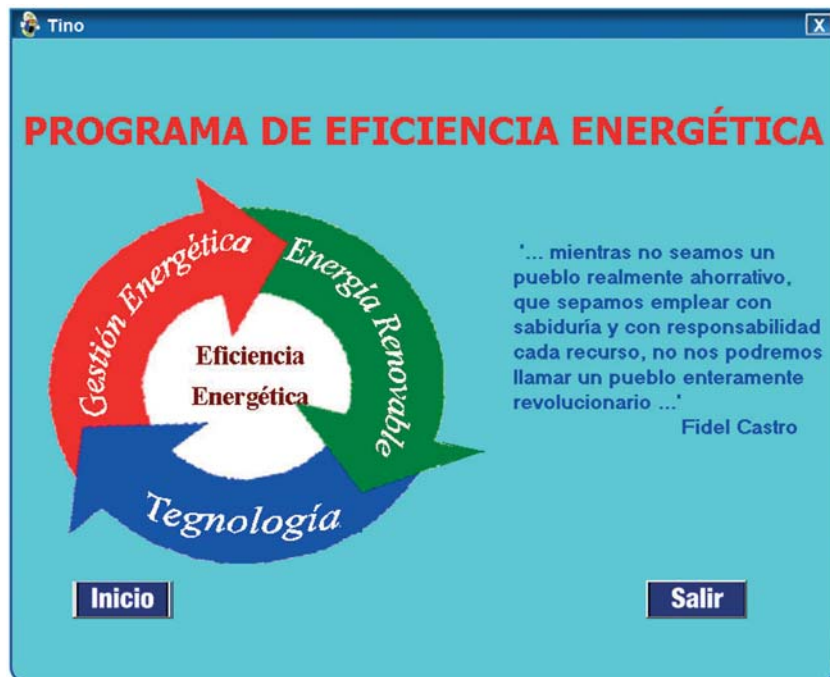 Tino
X
PROGRAMA DE EFICIENCIA ENERGÉTICA
Gestión Energética
Energía Renovable
Tegnología
Eficiencia
Energética
'... mientras no seamos un
pueblo realmente ahorrativo,
que sepamos emplear con
sabiduría y con responsabilidad
cada recurso, no nos podremos
llamar un pueblo enteramente
revolucionario ...'
Fidel Castro
Inicio
Salir